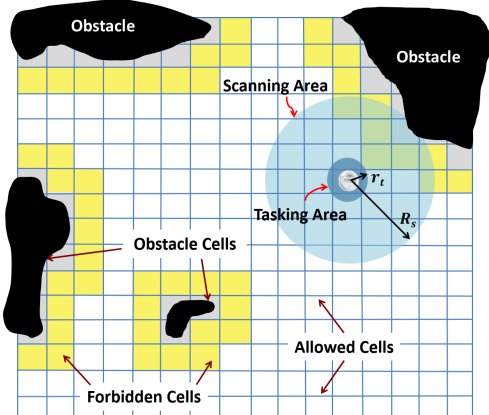 Obstacle
Obstacle
Scanning Area
r_t
Tasking Area
R_s
Obstacle Cells
Allowed Cells
Forbidden Cells